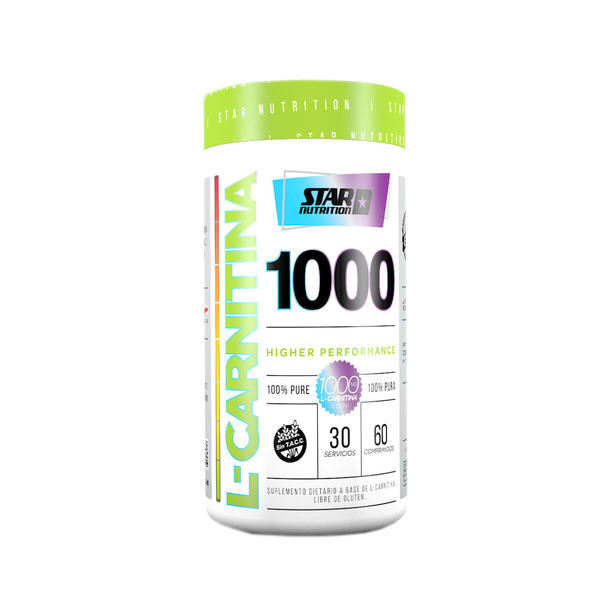 | STAR NUTRITION | STAR
| STAR NUTRITION
L-CARNITINA
STAR
NUTRITION
1000
HIGHER PERFORMANCE
100% PURE
1000
L-CARNITINA
100% PURA
Sin T.A.C.C.
30
SERVICIOS
60
COMPRIMIDOS
SUPLEMENTO DIETARIO A BASE DE L-CARNITINA.
LIBRE DE GLUTEN.